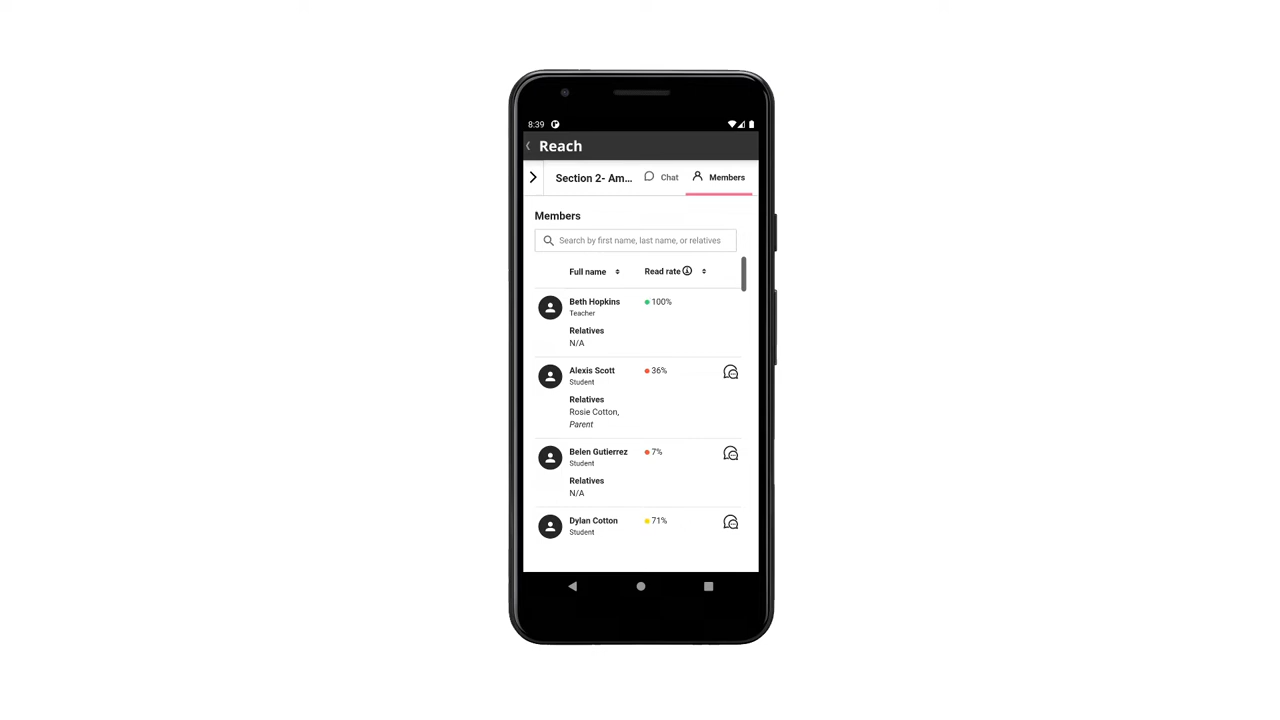 8:39
Reach
Section 2- Am... Chat Members
Members
Search by first name, last name, or relatives
Full name Read rate
Beth Hopkins 100%
Teacher
Relatives
N/A
Alexis Scott 36%
Student
Relatives
Rosie Cotton,
Parent
Belen Gutierrez 7%
Student
Relatives
N/A
Dylan Cotton 71%
Student